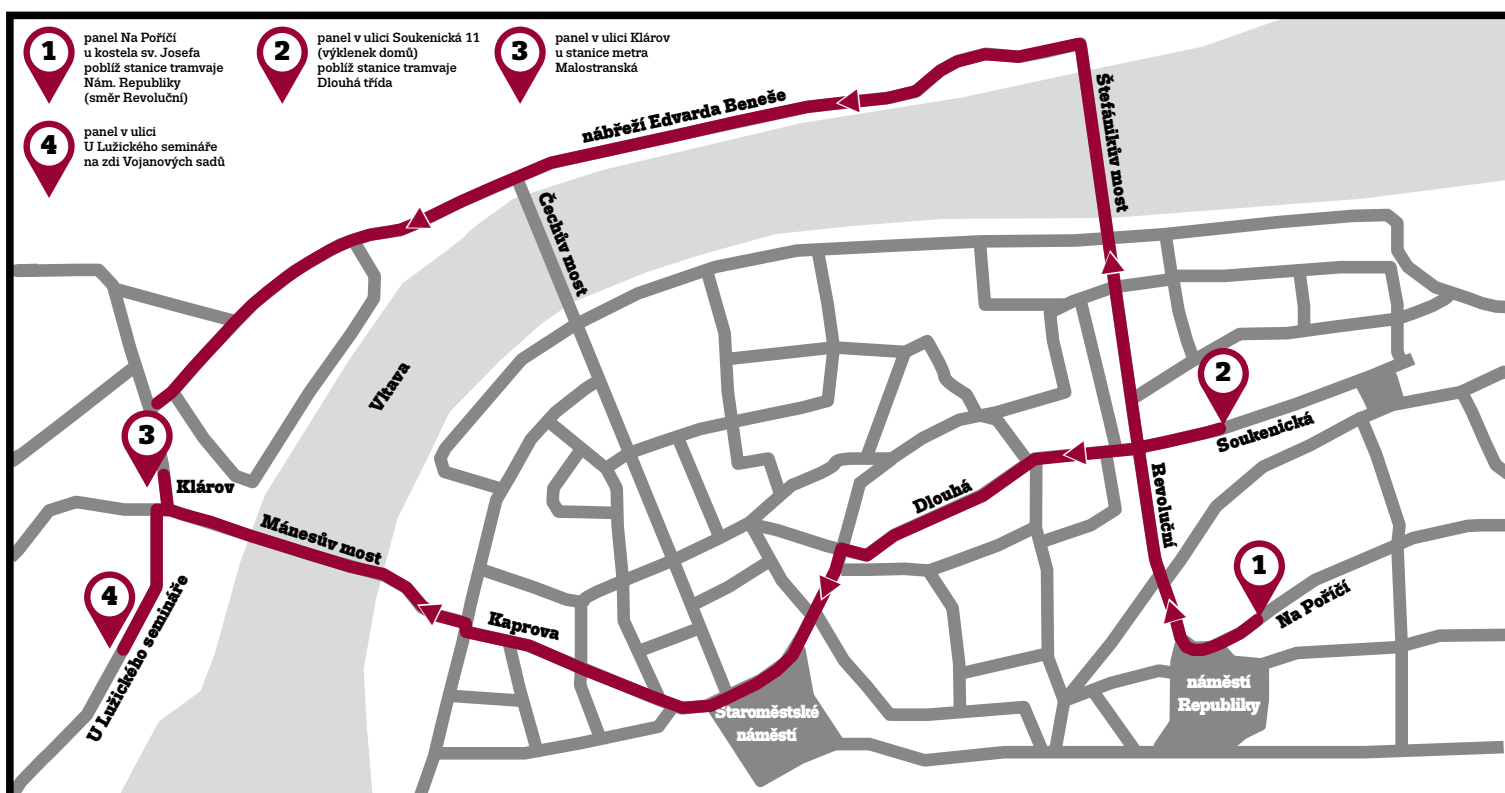 1
panel Na Poříčí
u kostela sv. Josefa
poblíž stanice tramvaje
Nám. Republiky
(směr Revoluční)
2
panel v ulici Soukenická 11
(výklenek domů)
poblíž stanice tramvaje
Dlouhá třída
3
panel v ulici Klárov
u stanice metra
Malostranská
4
panel v ulici
U Lužického semináře
na zdi Vojanových sadů
nábřeží Edvarda Beneše
Štefánikův most
Čechův most
Vltava
2
Soukenická
3
Klárov
Dlouhá
Revoluční
Mánesův most
1
Na Poříčí
4
U Lužického semináře
Kaprova
náměstí
Republiky
Staroměstské
náměstí